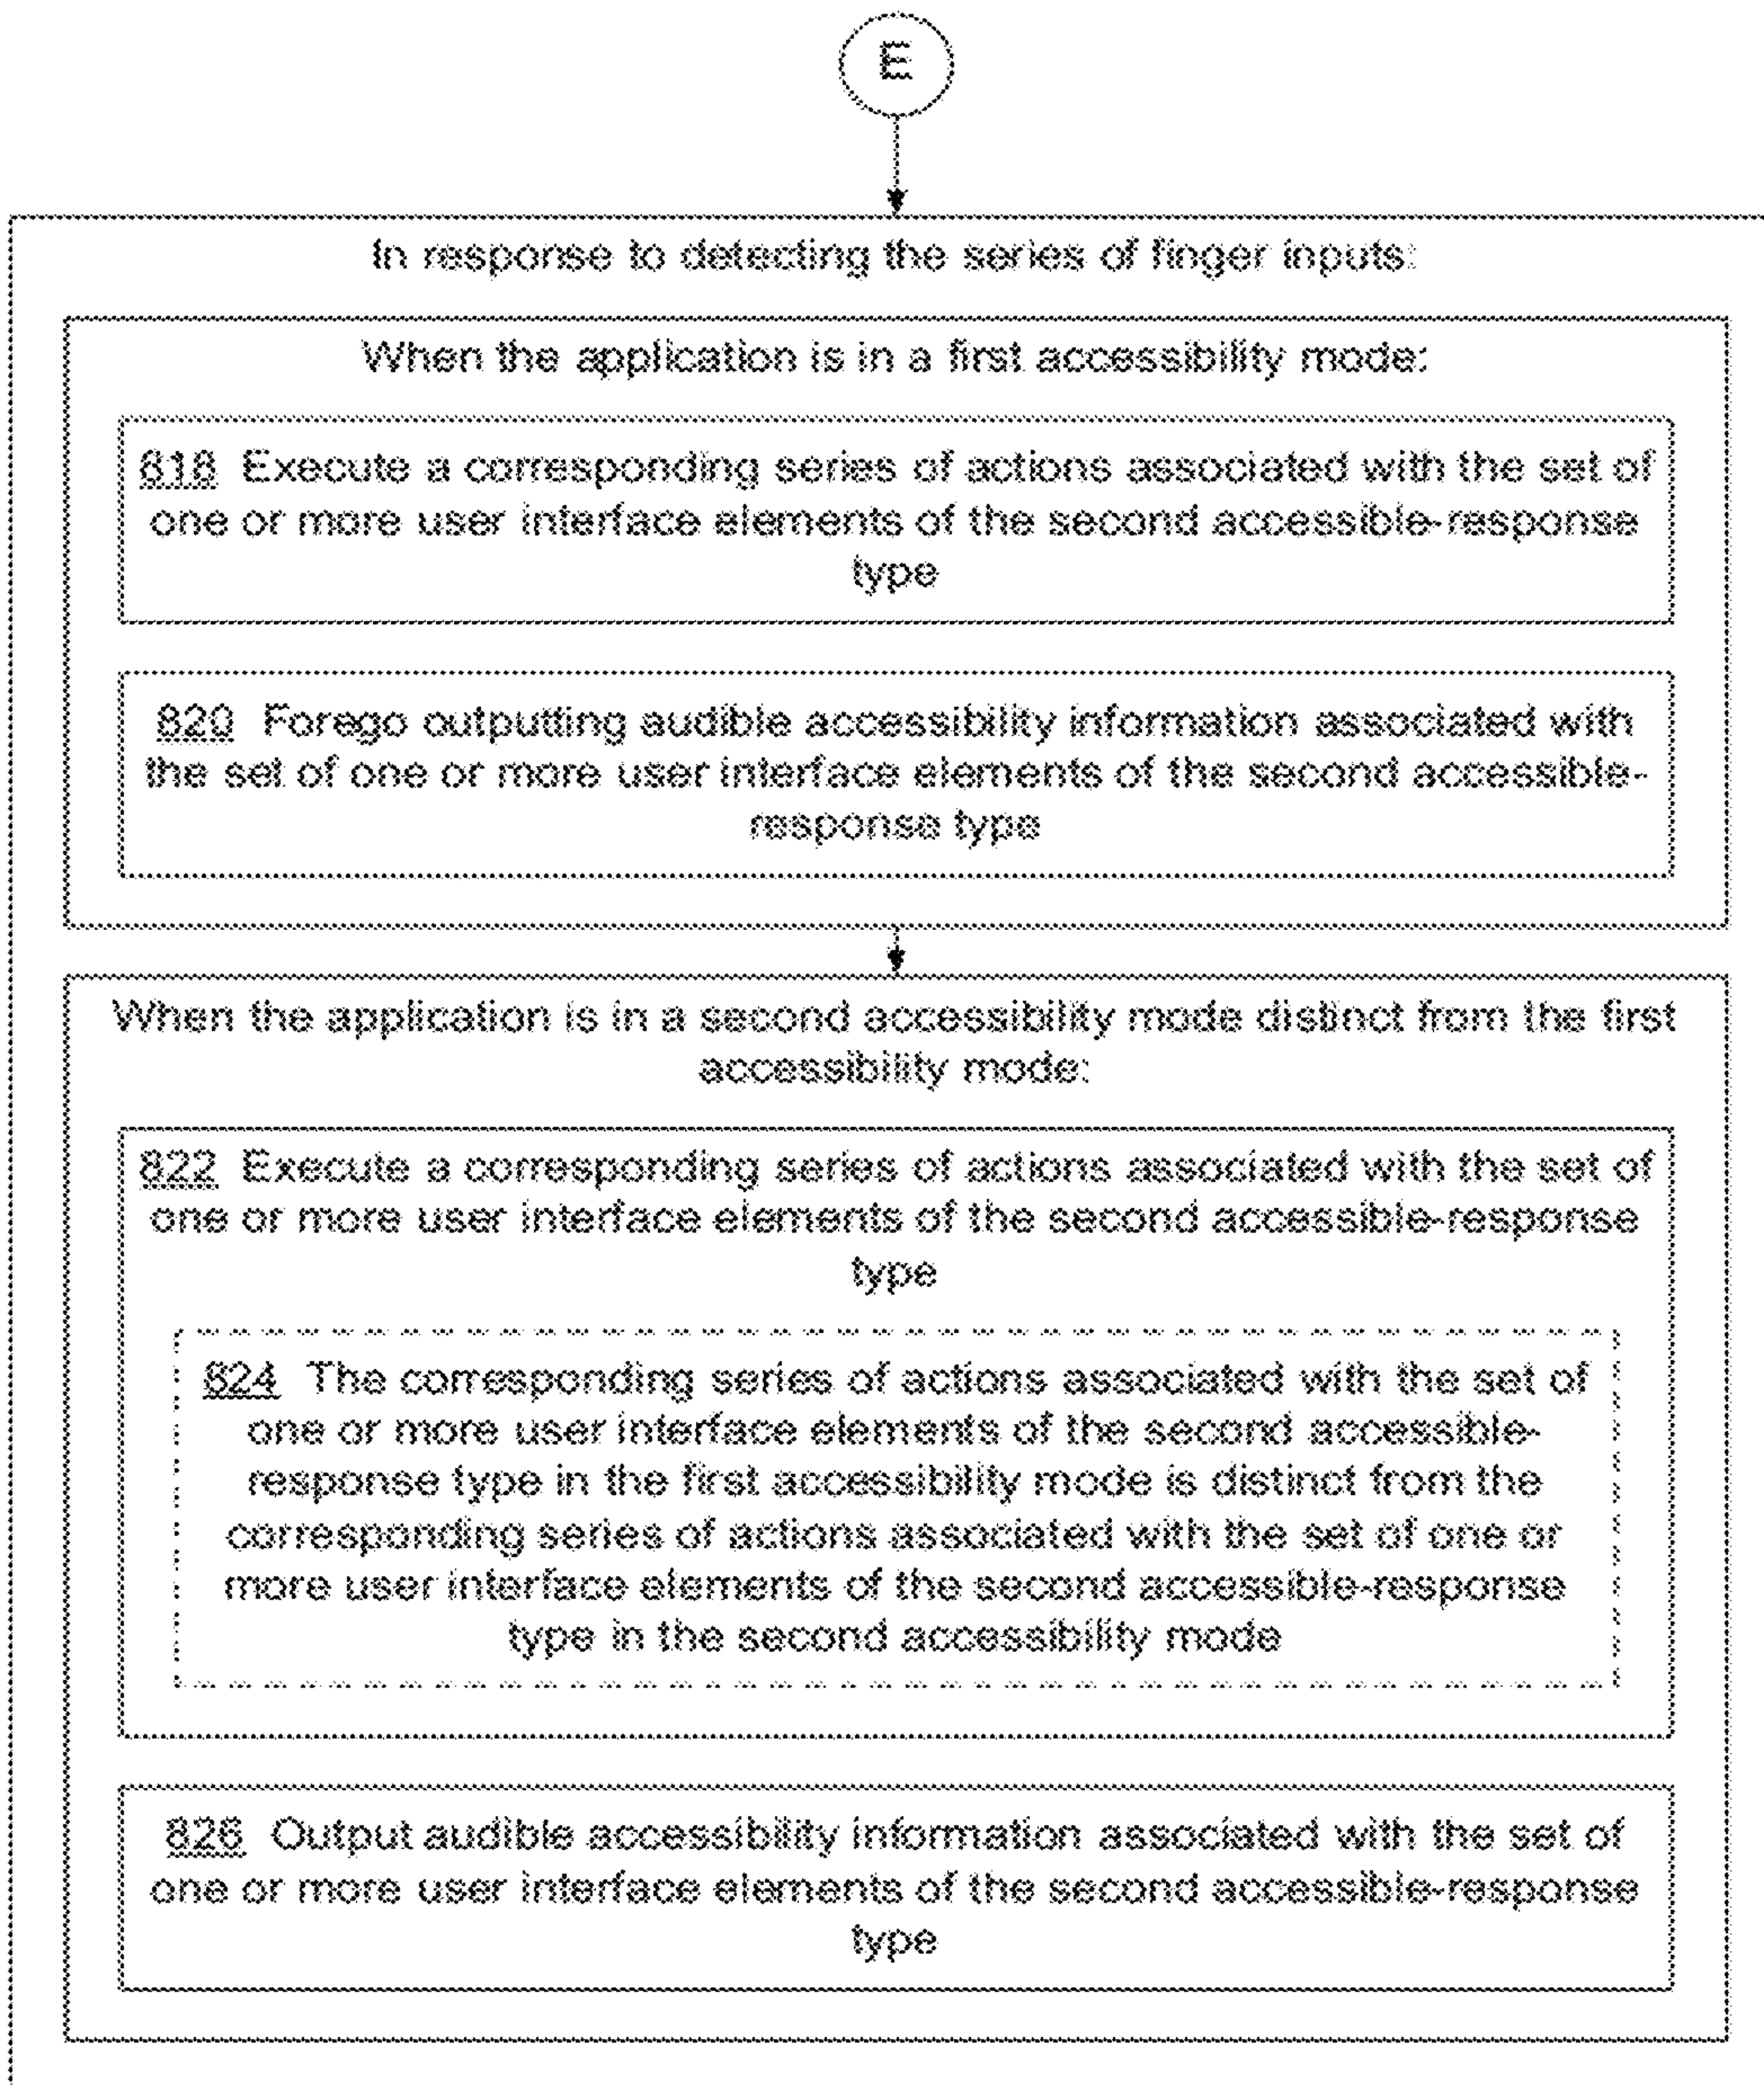 E
In response to detecting the series of finger inputs:
When the application is in a first accessibility mode:
818 Execute a corresponding series of actions associated with the set of
one or more user interface elements of the second accessible-response
type
820 Forego outputting audible accessibility information associated with
the set of one or more user interface elements of the second accessible-
response type
When the application is in a second accessibility mode distinct from the first
accessibility mode:
822 Execute a corresponding series of actions associated with the set of
one or more user interface elements of the second accessible-response
type
824 The corresponding series of actions associated with the set of
one or more user interface elements of the second accessible-
response type in the first accessibility mode is distinct from the
corresponding series of actions associated with the set of one or
more user interface elements of the second accessible-response
type in the second accessibility mode
826 Output audible accessibility information associated with the set of
one or more user interface elements of the second accessible-response
type